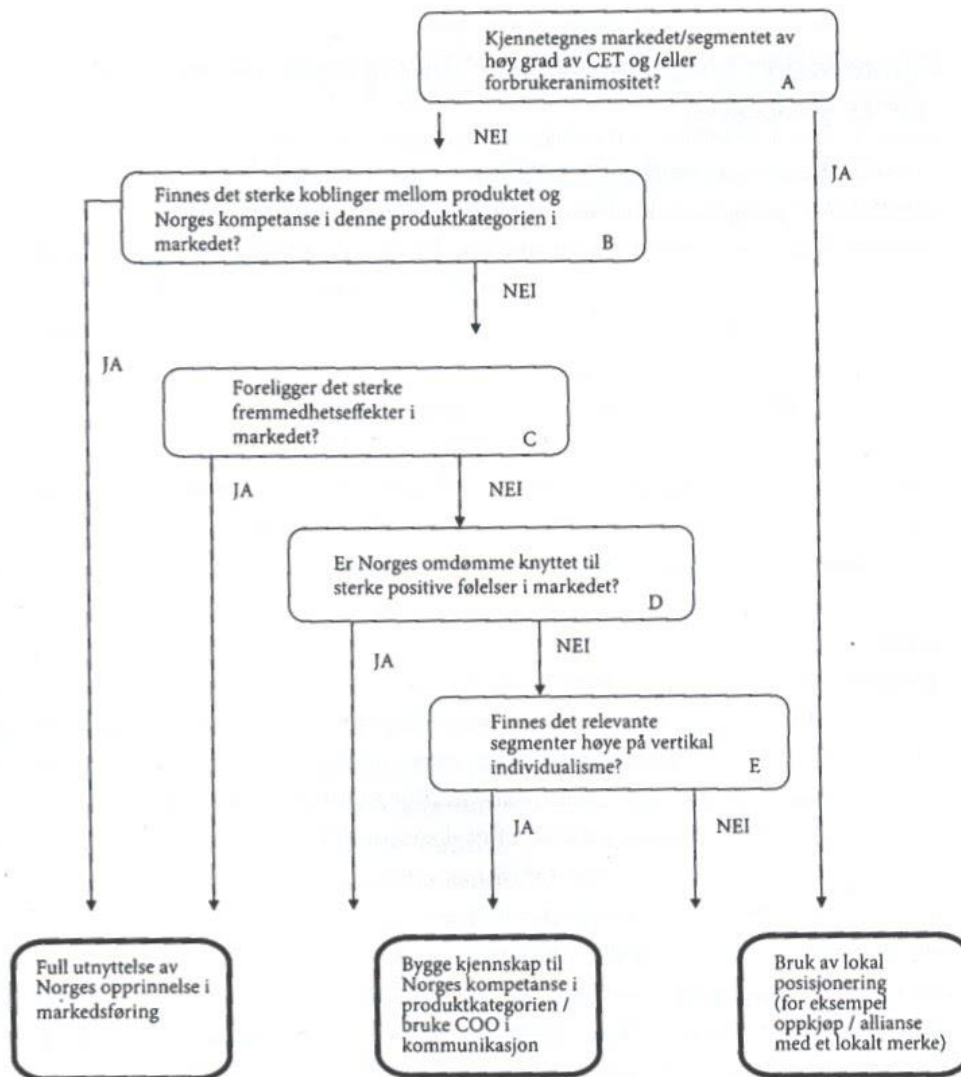 Kjennetegnes markedet/segmentet av
høy grad av CET og /eller
forbrukeranimositet?
A
NEI
JA
Finnes det sterke koblinger mellom produktet og
Norges kompetanse i denne produktkategorien i
markedet?
B
NEI
JA
Foreligger det sterke
fremmedhetseffekter i
markedet?
C
JA
NEI
Er Norges omdømme knyttet til
sterke positive følelser i markedet?
D
JA
NEI
Finnes det relevante
segmenter høye på vertikal
individualisme?
E
JA
NEI
Full utnyttelse av
Norges opprinnelse i
markedsføring
Bygge kjennskap til
Norges kompetanse i
produktkategorien /
bruke COO i
kommunikasjon
Bruk av lokal
posisjonering
(for eksempel
oppkjøp / allianse
med et lokalt merke)